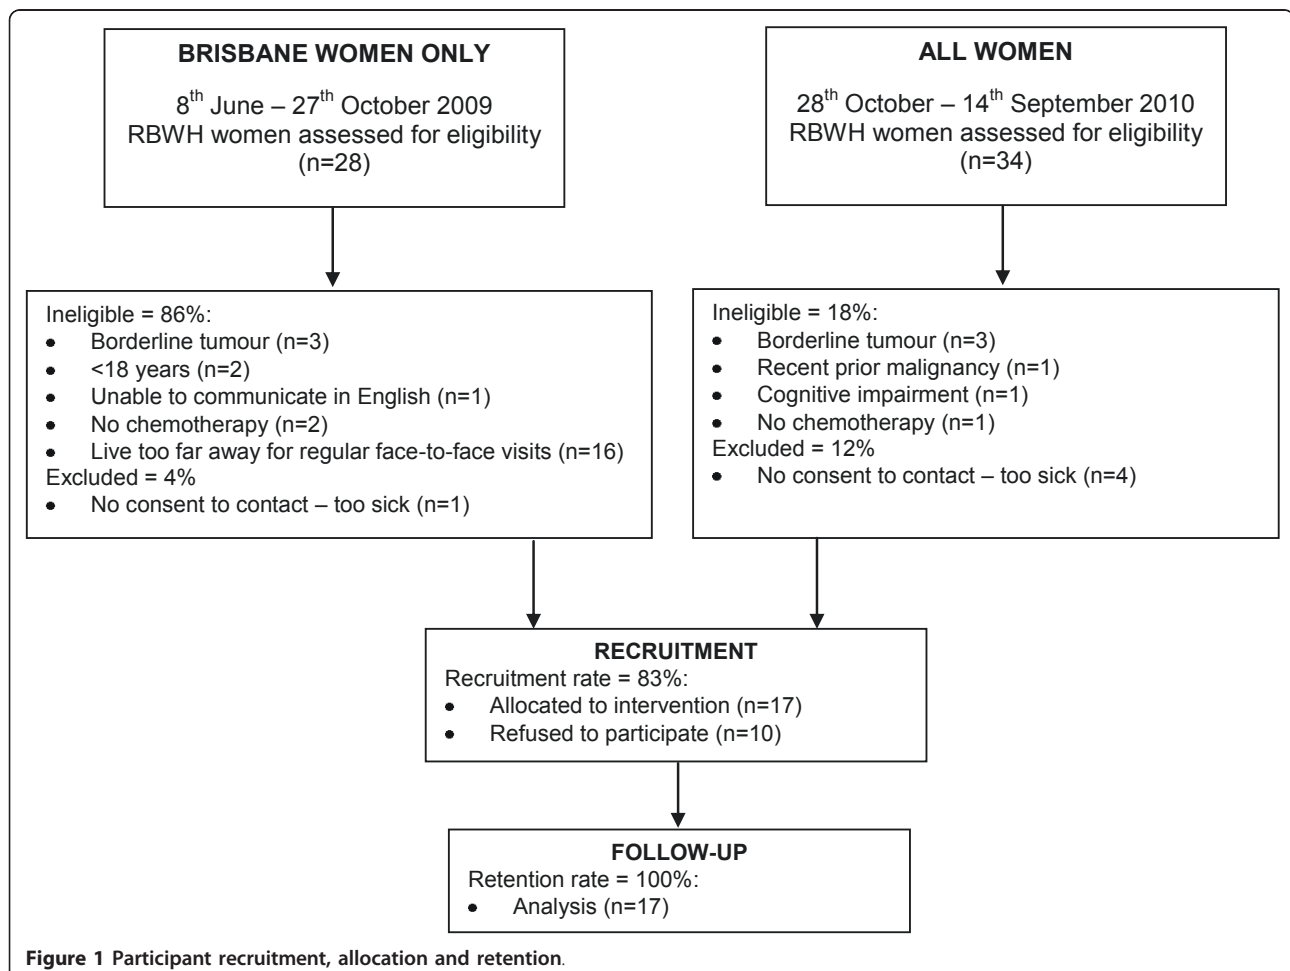 BRISBANE WOMEN ONLY
8th June – 27th October 2009
RBWH women assessed for eligibility
(n=28)
ALL WOMEN
28th October – 14th September 2010
RBWH women assessed for eligibility
(n=34)
Ineligible = 86%:
• Borderline tumour (n=3)
• <18 years (n=2)
• Unable to communicate in English (n=1)
• No chemotherapy (n=2)
• Live too far away for regular face-to-face visits (n=16)
Excluded = 4%
• No consent to contact – too sick (n=1)
Ineligible = 18%:
• Borderline tumour (n=3)
• Recent prior malignancy (n=1)
• Cognitive impairment (n=1)
• No chemotherapy (n=1)
Excluded = 12%
• No consent to contact – too sick (n=4)
RECRUITMENT
Recruitment rate = 83%:
• Allocated to intervention (n=17)
• Refused to participate (n=10)
FOLLOW-UP
Retention rate = 100%:
• Analysis (n=17)
Figure 1 Participant recruitment, allocation and retention.